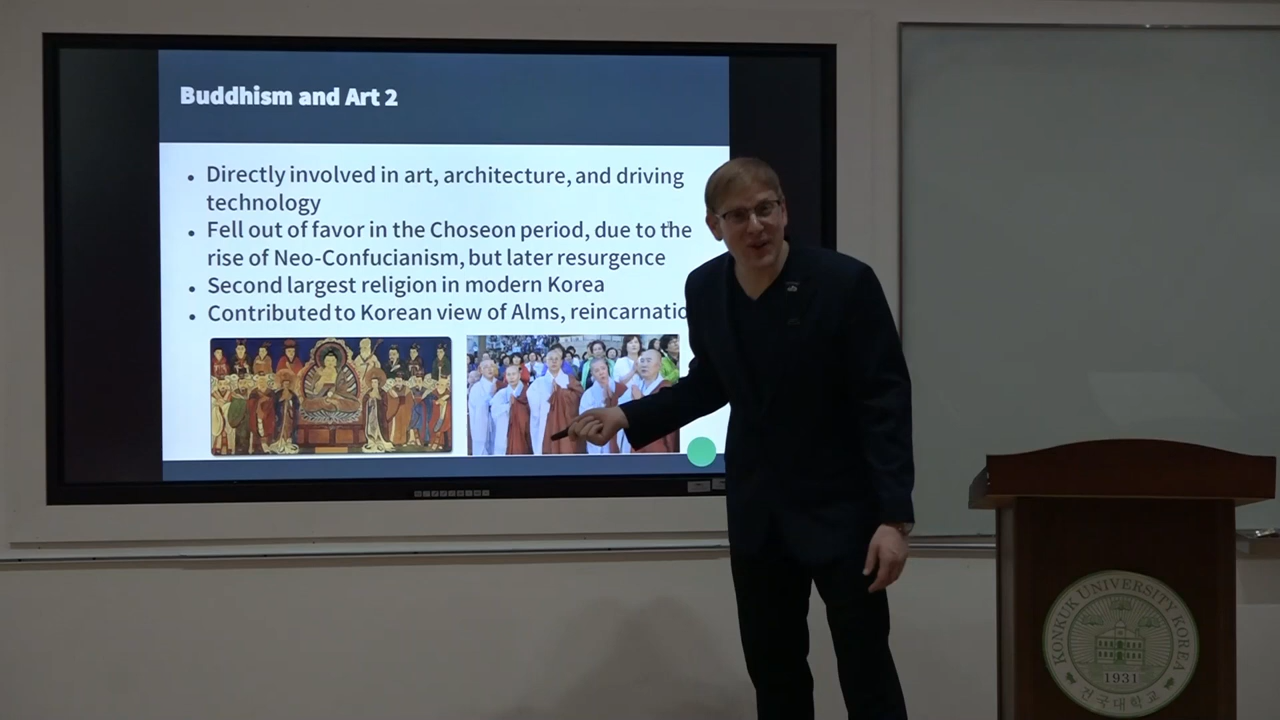 Buddhism and Art 2
• Directly involved in art, architecture, and driving
technology
• Fell out of favor in the Choseon period, due to the
rise of Neo-Confucianism, but later resurgence
• Second largest religion in modern Korea
• Contributed to Korean view of Alms, reincarnatio
KONKUK UNIVERSITY KOREA
1931
건국대학교